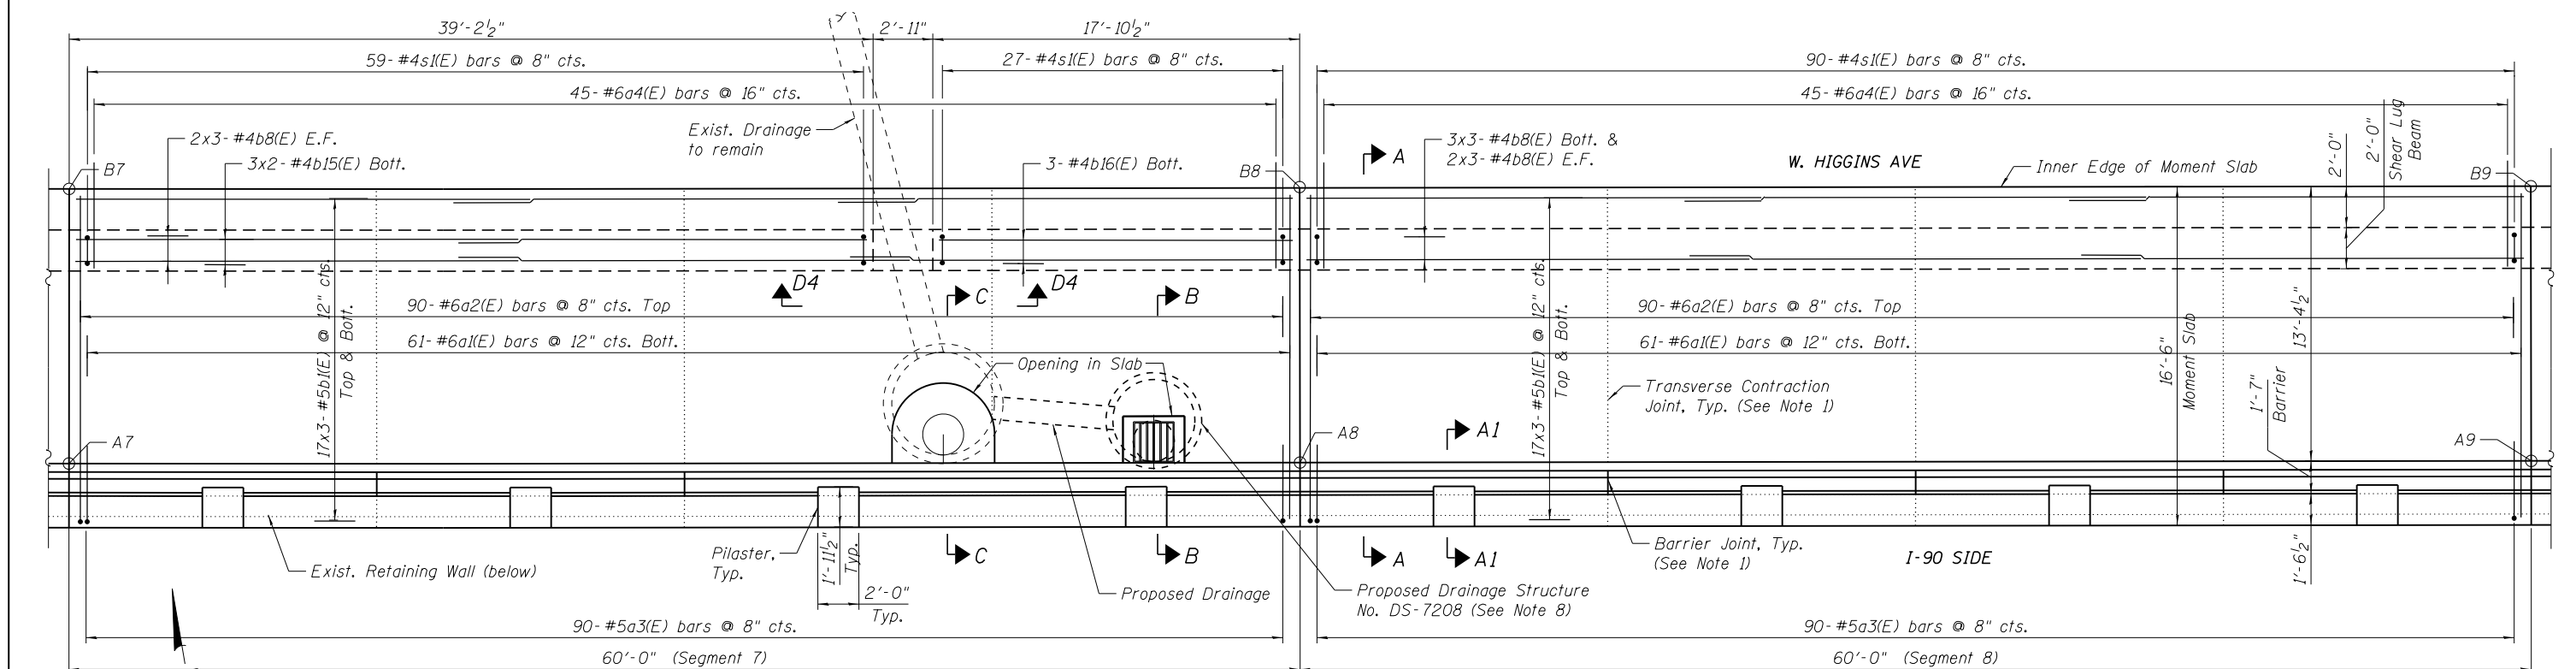 39'-2½"
2'-11"
17'-10½"
59-#4s1(E) bars @ 8" cts.
27-#4s1(E) bars @ 8" cts.
90-#4s1(E) bars @ 8" cts.
45-#6a4(E) bars @ 16" cts.
45-#6a4(E) bars @ 16" cts.
2x3-#4b8(E) E.F.
3x2-#4b15(E) Bott.
Exist. Drainage
to remain
3-#4b16(E) Bott.
3x3-#4b8(E) Bott. &
2x3-#4b8(E) E.F.
A
W. HIGGINS AVE
Inner Edge of Moment Slab
2'-0"
2'-0"
Shear Lug
Beam
B7
B8
B9
D4
C
D4
B
90-#6a2(E) bars @ 8" cts. Top
90-#6a2(E) bars @ 8" cts. Top
61-#6a1(E) bars @ 12" cts. Bott.
61-#6a1(E) bars @ 12" cts. Bott.
17x3-#5b1(E) @ 12" cts.
Top & Bott.
17x3-#5b1(E) @ 12" cts.
Top & Bott.
Opening in Slab
Transverse Contraction
Joint, Typ. (See Note 1)
16'-6"
Moment Slab
13'-4½"
1'-7"
Barrier
A7
A8
A1
A9
Exist. Retaining Wall (below)
Pilaster,
Typ.
1'-11½"
Typ.
2'-0"
Typ.
C
B
A
A1
Proposed Drainage
Proposed Drainage Structure
No. DS-7208 (See Note 8)
Barrier Joint, Typ.
(See Note 1)
I-90 SIDE
1'-6½"
90-#5a3(E) bars @ 8" cts.
90-#5a3(E) bars @ 8" cts.
60'-0" (Segment 7)
60'-0" (Segment 8)